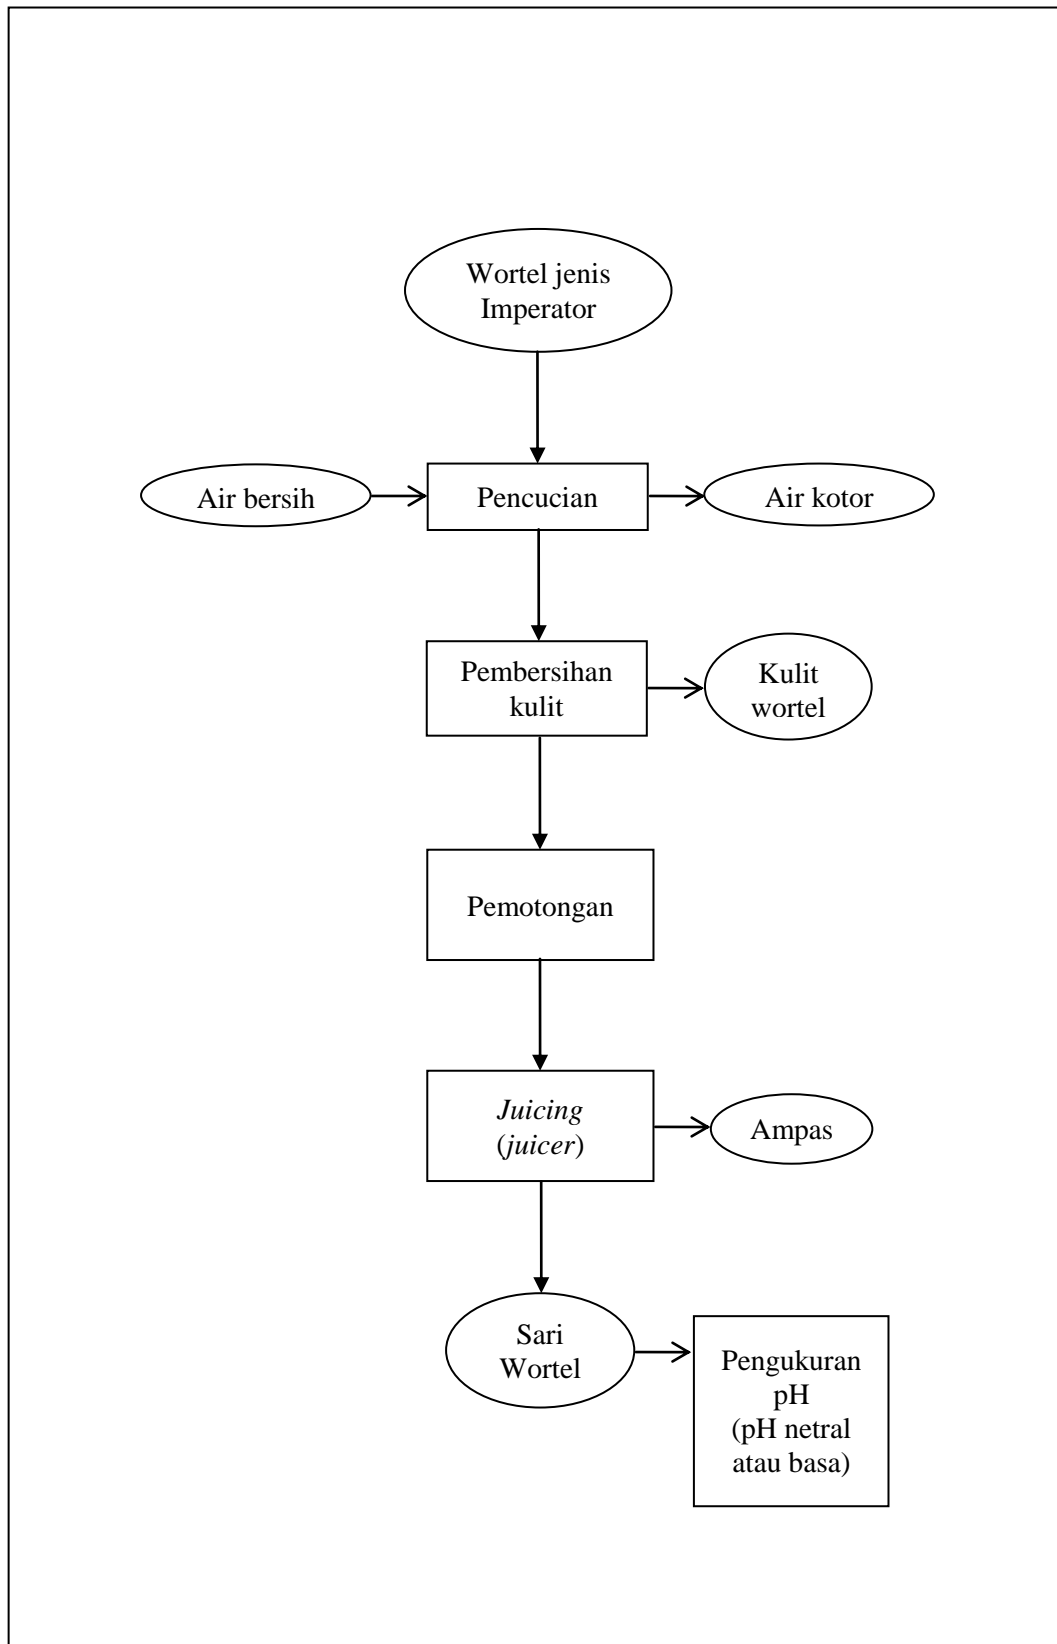 Wortel jenis
Imperator
Air bersih
Pencucian
Air kotor
Pembersihan
kulit
Kulit
wortel
Pemotongan
Juicing
(juicer)
Ampas
Sari
Wortel
Pengukuran
pH
(pH netral
atau basa)